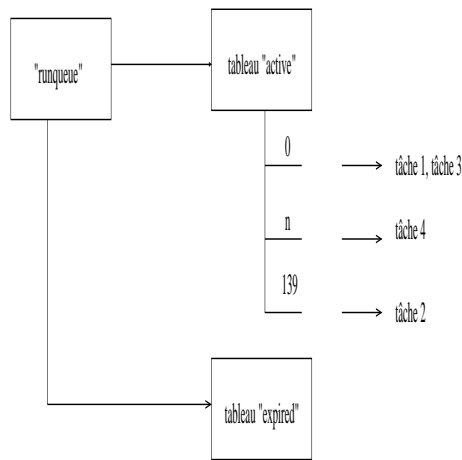 "runqueue"
tableau "active"
0
tâche 1, tâche 3
n
tâche 4
139
tâche 2
tableau "expired"